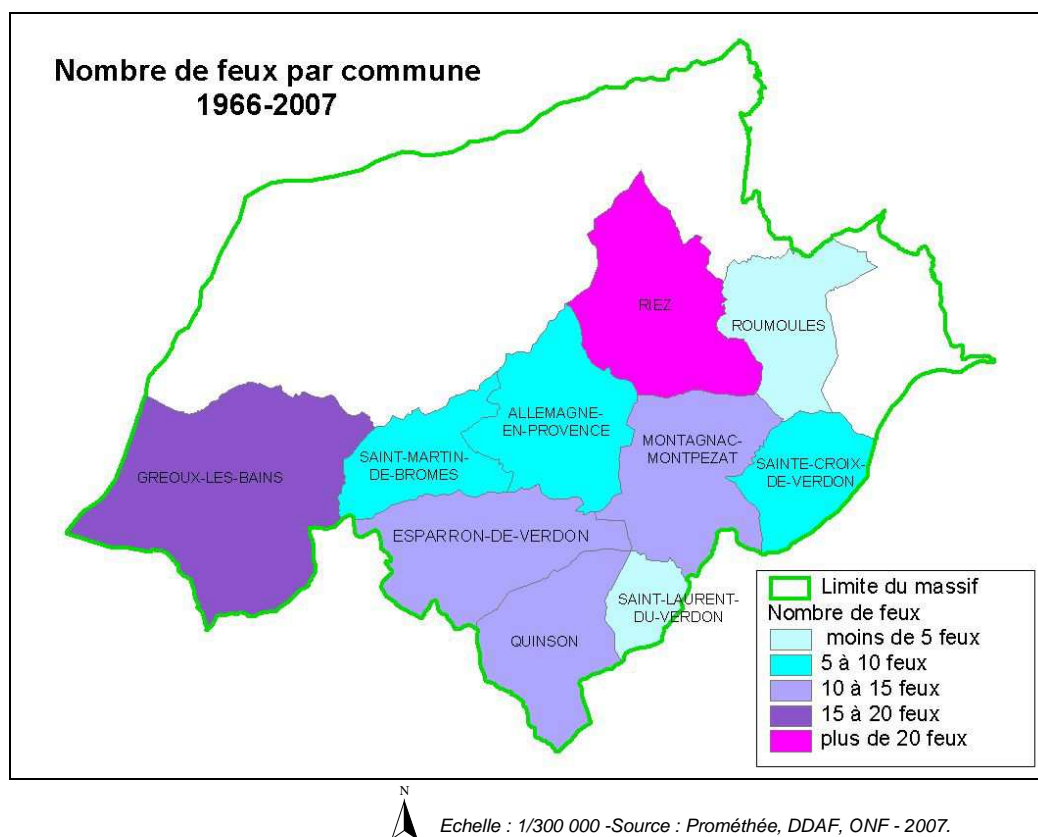 Nombre de feux par commune
1966-2007
RIEZ
ROUMOULES
ALLEMAGNE-
EN-PROVENCE
MONTAGNAC-
MONTPEZAT
SAINT-MARTIN-
DE-BROMES
SAINTE-CROIX-
DE-VERDON
GREOUX-LES-BAINS
ESPARRON-DE-VERDON
SAINT-LAURENT-
DU-VERDON
QUINSON
Limite du massif
Nombre de feux
moins de 5 feux
5 à 10 feux
10 à 15 feux
15 à 20 feux
plus de 20 feux
N
Echelle : 1/300 000 -Source : Prométhée, DDAF, ONF - 2007.